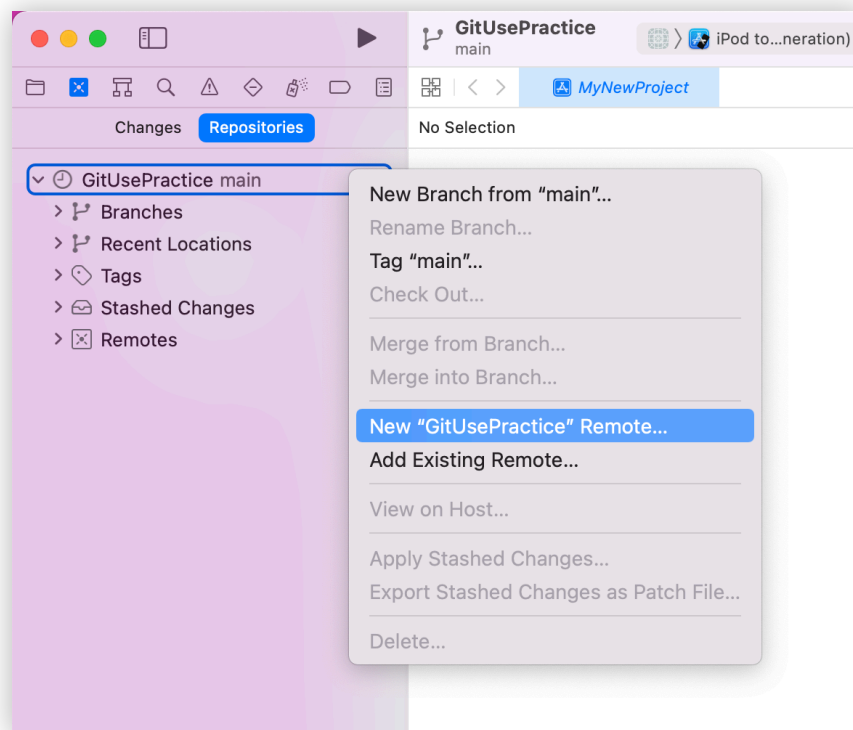 GitUsePractice
main
iPod to...neration)
MyNewProject
Changes Repositories
No Selection
GitUsePractice main
Branches
Recent Locations
Tags
Stashed Changes
Remotes
New Branch from “main”...
Rename Branch...
Tag “main”...
Check Out...
Merge from Branch...
Merge into Branch...
New “GitUsePractice” Remote...
Add Existing Remote...
View on Host...
Apply Stashed Changes...
Export Stashed Changes as Patch File...
Delete...